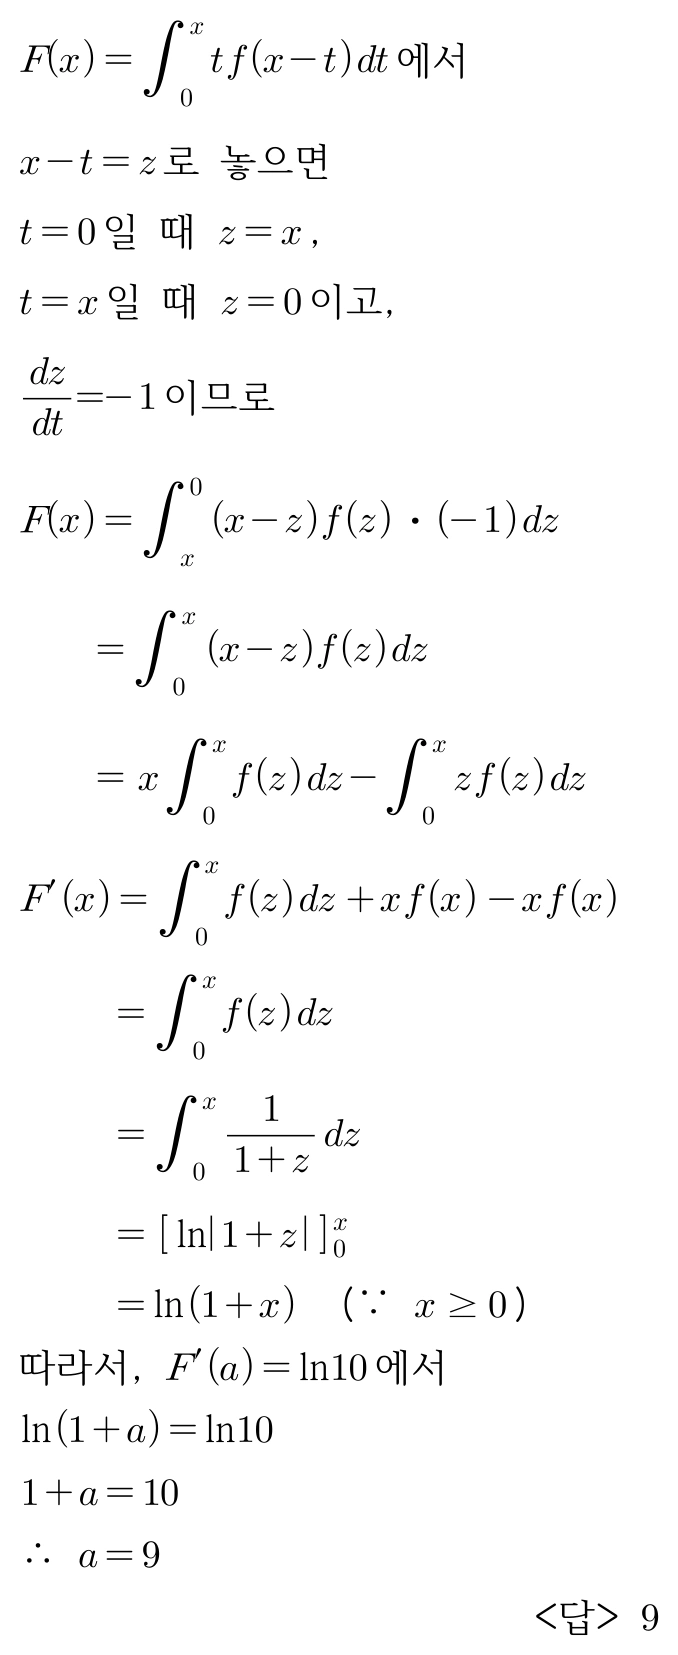 F(x) = ∫₀ˣ t f(x−t) dt 에서
x−t = z 로 놓으면
t = 0 일 때 z = x ,
t = x 일 때 z = 0 이고,
dz/dt = −1 이므로
F(x) = ∫ₓ⁰ (x−z) f(z) · (−1) dz
= ∫₀ˣ (x−z) f(z) dz
= x ∫₀ˣ f(z) dz − ∫₀ˣ z f(z) dz
F′(x) = ∫₀ˣ f(z) dz + x f(x) − x f(x)
= ∫₀ˣ f(z) dz
= ∫₀ˣ 1/(1+z) dz
= [ ln|1+z| ]₀ˣ
= ln(1+x) (∵ x ≥ 0)
따라서, F′(a) = ln10 에서
ln(1+a) = ln10
1+a = 10
∴ a = 9
<답> 9